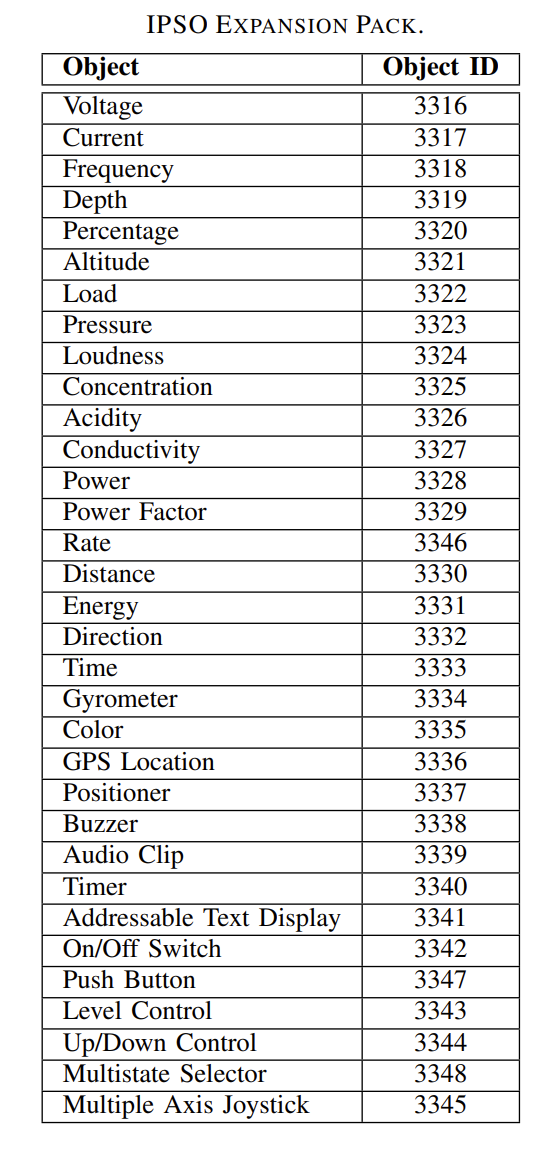 IPSO EXPANSION PACK.
Object Object ID
Voltage 3316
Current 3317
Frequency 3318
Depth 3319
Percentage 3320
Altitude 3321
Load 3322
Pressure 3323
Loudness 3324
Concentration 3325
Acidity 3326
Conductivity 3327
Power 3328
Power Factor 3329
Rate 3346
Distance 3330
Energy 3331
Direction 3332
Time 3333
Gyrometer 3334
Color 3335
GPS Location 3336
Positioner 3337
Buzzer 3338
Audio Clip 3339
Timer 3340
Addressable Text Display 3341
On/Off Switch 3342
Push Button 3347
Level Control 3343
Up/Down Control 3344
Multistate Selector 3348
Multiple Axis Joystick 3345